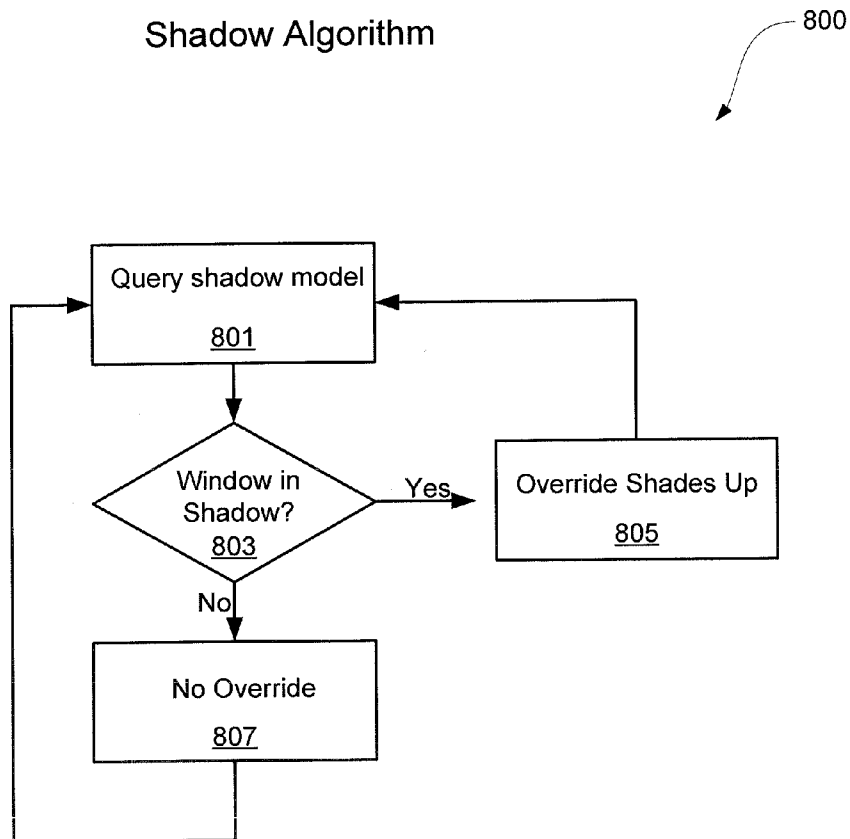 Shadow Algorithm
800
Query shadow model
801
Window in
Shadow?
803
Yes
Override Shades Up
805
No
No Override
807